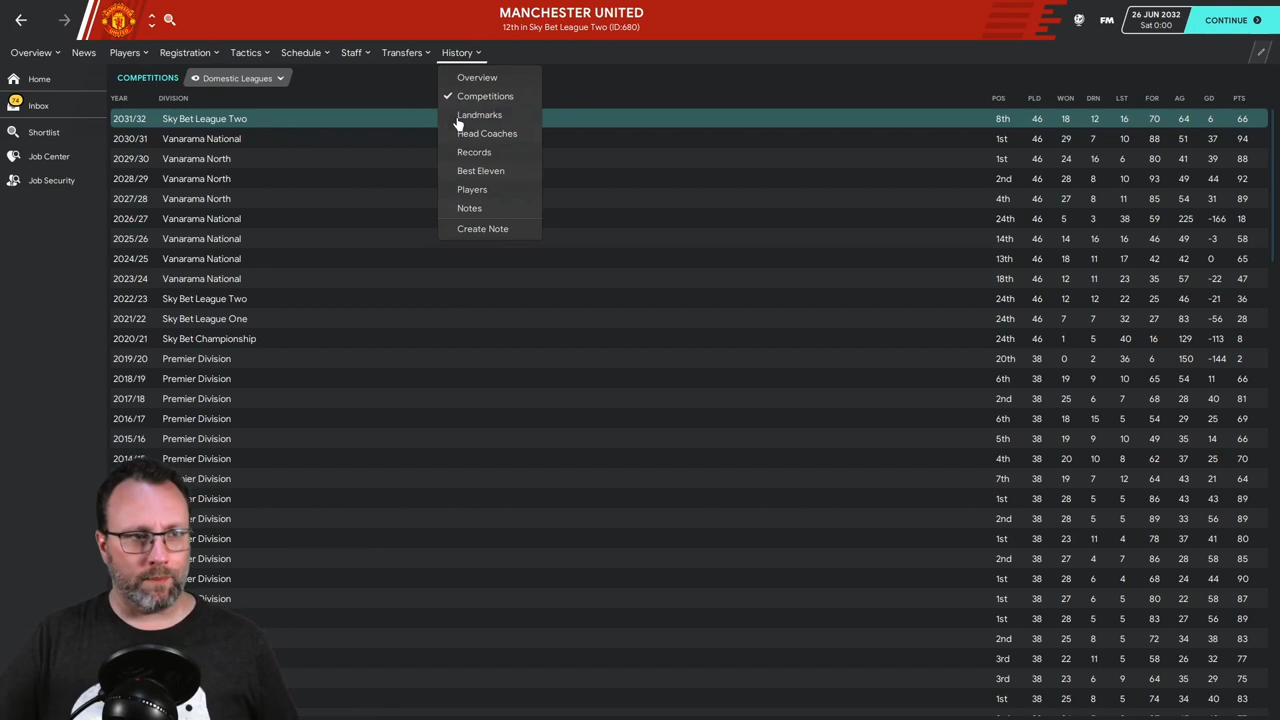 MANCHESTER UNITED
12th in Sky Bet League Two (ID:680)
FM
26 JUN 2032
Sat 0:00
CONTINUE
Overview News Players Registration Tactics Schedule Staff Transfers History
Home
Inbox
74
Shortlist
Job Center
Job Security
COMPETITIONS Domestic Leagues
Overview
Competitions
Landmarks
Head Coaches
Records
Best Eleven
Players
Notes
Create Note
YEAR DIVISION POS PLD WON DRN LST FOR AG GD PTS
2031/32 Sky Bet League Two 8th 46 18 12 16 70 64 6 66
2030/31 Vanarama National 1st 46 29 7 10 88 51 37 94
2029/30 Vanarama North 1st 46 24 16 6 80 41 39 88
2028/29 Vanarama North 2nd 46 28 8 10 93 49 44 92
2027/28 Vanarama North 4th 46 27 8 11 85 54 31 89
2026/27 Vanarama National 24th 46 5 3 38 59 225 -166 18
2025/26 Vanarama National 14th 46 14 16 16 46 49 -3 58
2024/25 Vanarama National 13th 46 18 11 17 42 42 0 65
2023/24 Vanarama National 18th 46 12 11 23 35 57 -22 47
2022/23 Sky Bet League Two 24th 46 12 12 22 25 46 -21 36
2021/22 Sky Bet League One 24th 46 7 7 32 27 83 -56 28
2020/21 Sky Bet Championship 24th 46 1 5 40 16 129 -113 8
2019/20 Premier Division 20th 38 0 2 36 6 150 -144 2
2018/19 Premier Division 6th 38 19 9 10 65 54 11 66
2017/18 Premier Division 2nd 38 25 6 7 68 28 40 81
2016/17 Premier Division 6th 38 18 15 5 54 29 25 69
2015/16 Premier Division 5th 38 19 9 10 49 35 14 66
2014/15 Premier Division 4th 38 20 10 8 62 37 25 70
Division 7th 38 19 7 12 64 43 21 64
Division 1st 38 28 5 5 86 43 43 89
Division 2nd 38 28 5 5 89 33 56 89
Division 1st 38 23 11 4 78 37 41 80
Division 2nd 38 27 4 7 86 28 58 85
Division 1st 38 28 6 4 68 24 44 90
Division 1st 38 27 6 5 80 22 58 87
Division 1st 38 28 5 5 83 27 56 89
Division 2nd 38 25 8 5 72 34 38 83
Division 3rd 38 22 11 5 58 26 32 77
Division 3rd 38 23 6 9 64 35 29 75
Division 1st 38 25 8 5 74 34 40 83